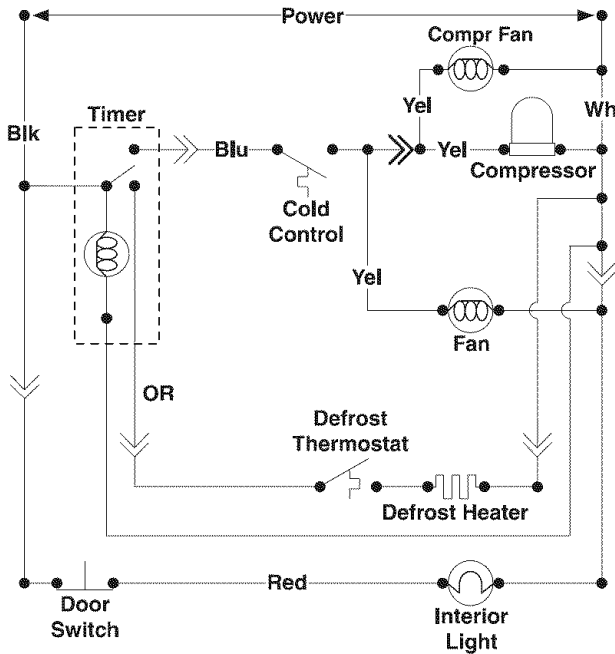 Power
Compr Fan
Timer
Yel
Wh
Blk
Blu
Yel
Compressor
Cold
Control
Yel
Fan
OR
Defrost
Thermostat
Defrost Heater
Red
Door
Switch
Interior
Light